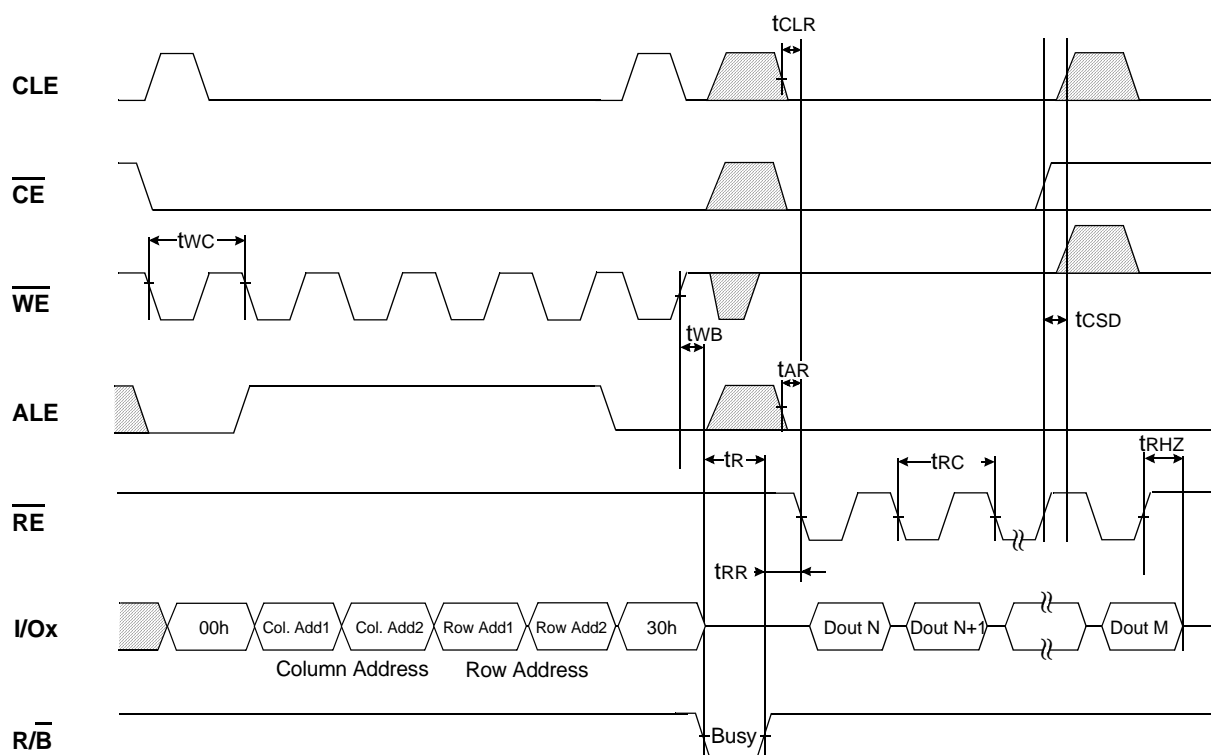 tCLR
CLE
CE
tWC
WE
tWB
tCSD
tAR
ALE
tR
tRC
tRHZ
RE
tRR
I/Ox
00h
Col. Add1
Col. Add2
Row Add1
Row Add2
30h
Dout N
Dout N+1
Dout M
Column Address
Row Address
R/B
Busy